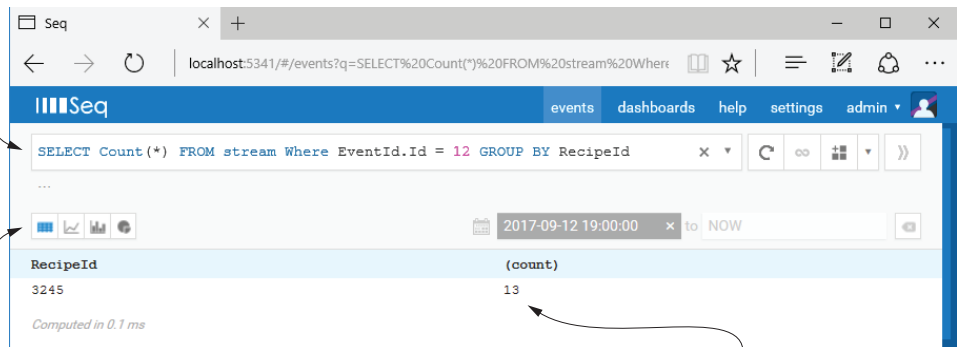 Seq
localhost:5341/#/events?q=SELECT%20Count(*)%20FROM%20stream%20Where
Seq events dashboards help settings admin
SELECT Count(*) FROM stream Where EventId.Id = 12 GROUP BY RecipeId
...
2017-09-12 19:00:00 x to NOW
RecipeId (count)
3245 13
Computed in 0.1 ms